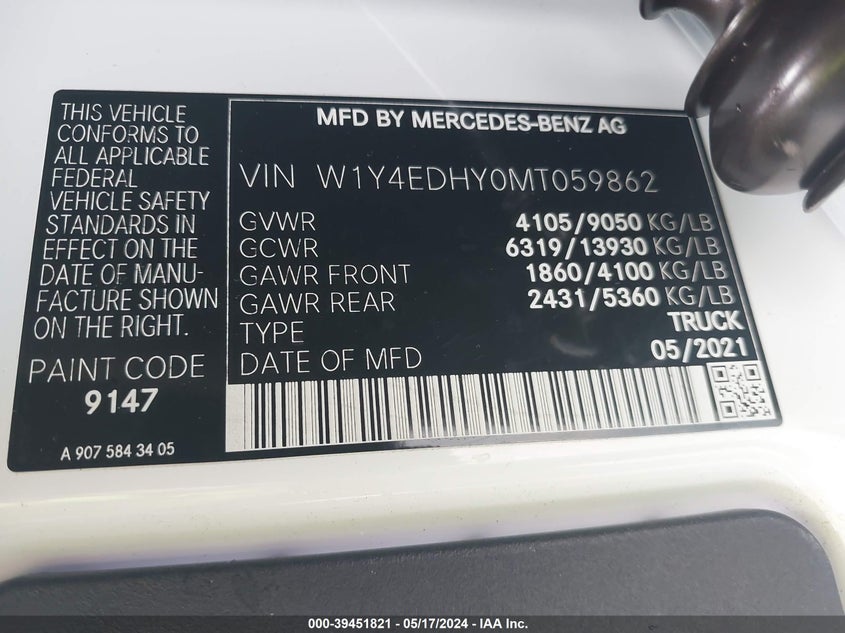 THIS VEHICLE
CONFORMS TO
ALL APPLICABLE
FEDERAL
VEHICLE SAFETY
STANDARDS IN
EFFECT ON THE
DATE OF MANU-
FACTURE SHOWN
ON THE RIGHT.
PAINT CODE
9147
A 907 584 34 05
MFD BY MERCEDES-BENZ AG
VIN W1Y4EDHY0MT059862
GVWR 4105/9050 KG/LB
GCWR 6319/13930 KG/LB
GAWR FRONT 1860/4100 KG/LB
GAWR REAR 2431/5360 KG/LB
TYPE TRUCK
DATE OF MFD 05/2021
000-39451821 - 05/17/2024 - IAA Inc.